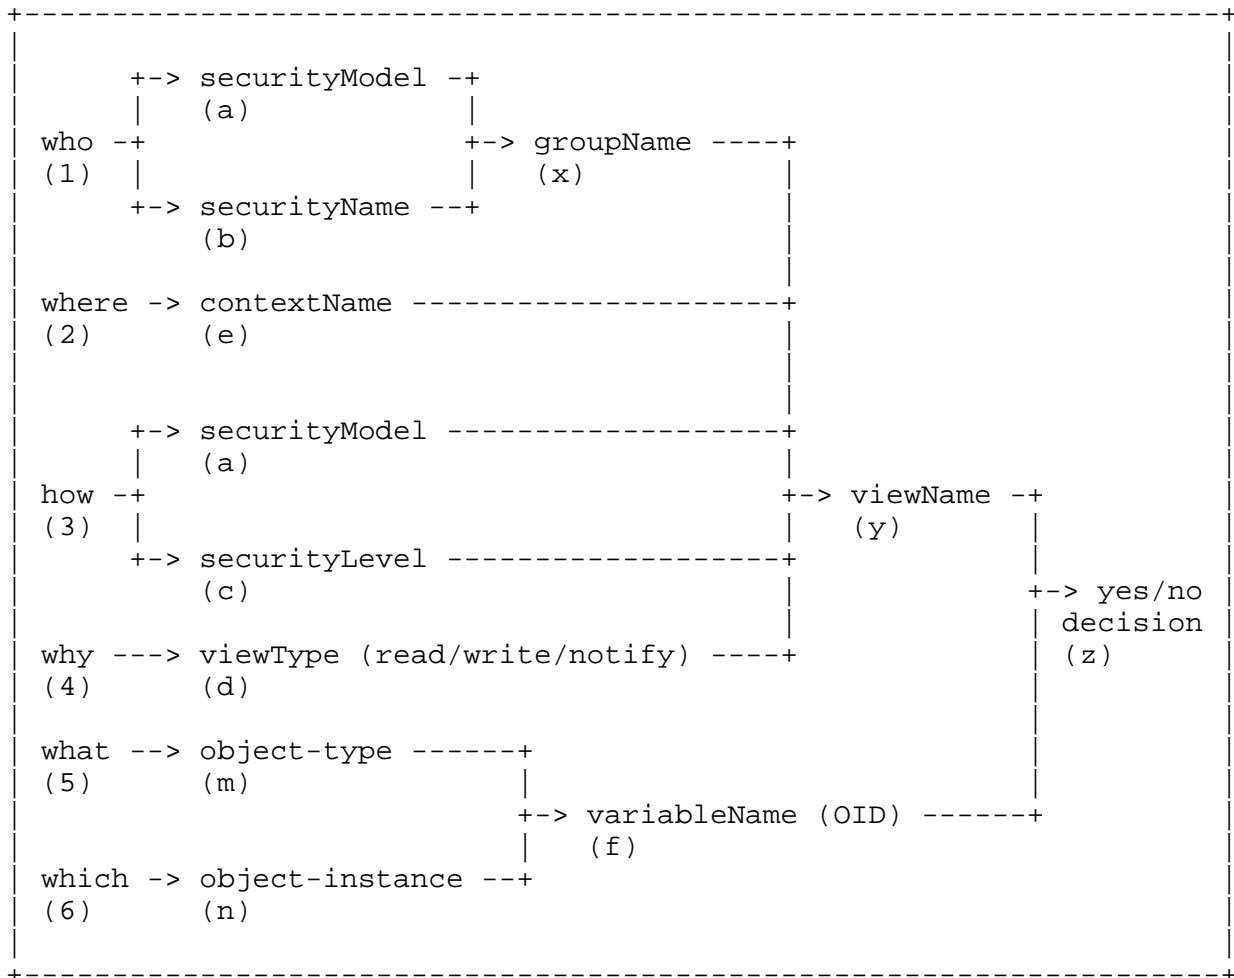 +--------------------------------------------------------------------+
|                                                                    |
|      +-> securityModel -+                                          |
|      |   (a)            |                                          |
| who -+                  +-> groupName ----+                        |
| (1)  |                  |   (x)           |                        |
|      +-> securityName --+                 |                        |
|          (b)                              |                        |
|                                           |                        |
| where -> contextName ---------------------+                        |
| (2)      (e)                              |                        |
|                                           |                        |
|                                           |                        |
|      +-> securityModel -------------------+                        |
|      |   (a)                              |                        |
| how -+                                    +-> viewName -+          |
| (3)  |                                    |   (y)       |          |
|      +-> securityLevel -------------------+             |          |
|          (c)                              |             +-> yes/no |
|                                           |             | decision |
| why ---> viewType (read/write/notify) ----+             | (z)      |
| (4)      (d)                                            |          |
|                                                         |          |
| what --> object-type ------+                            |          |
| (5)      (m)               |                            |          |
|                            +-> variableName (OID) ------+          |
|                            |   (f)                                 |
| which -> object-instance --+                                       |
| (6)      (n)                                                       |
|                                                                    |
+--------------------------------------------------------------------+